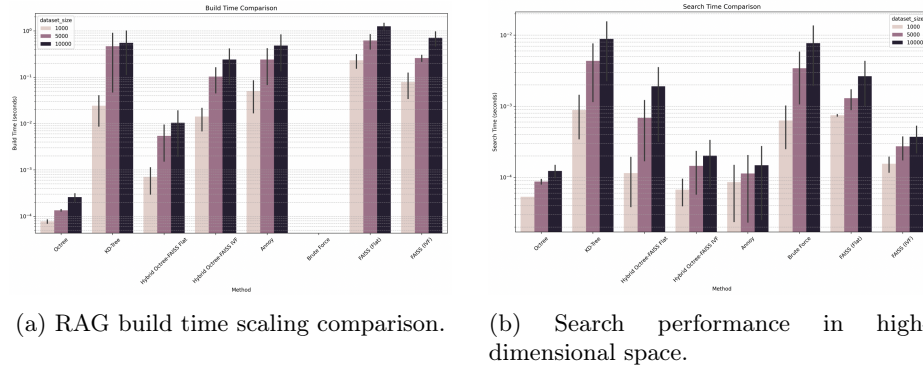 Build Time Comparison
dataset_size
1000
5000
10000
10⁰
10⁻¹
10⁻²
10⁻³
10⁻⁴
Build Time (seconds)
Octree
KD-Tree
Hybrid Octree-FAISS Flat
Hybrid Octree-FAISS IVF
Annoy
Brute Force
FAISS (Flat)
FAISS (IVF)
Method
(a) RAG build time scaling comparison.
Search Time Comparison
dataset_size
1000
5000
10000
10⁻²
10⁻³
10⁻⁴
Search Time (seconds)
Octree
KD-Tree
Hybrid Octree-FAISS Flat
Hybrid Octree-FAISS IVF
Annoy
Brute Force
FAISS (Flat)
FAISS (IVF)
Method
(b) Search performance in high
dimensional space.